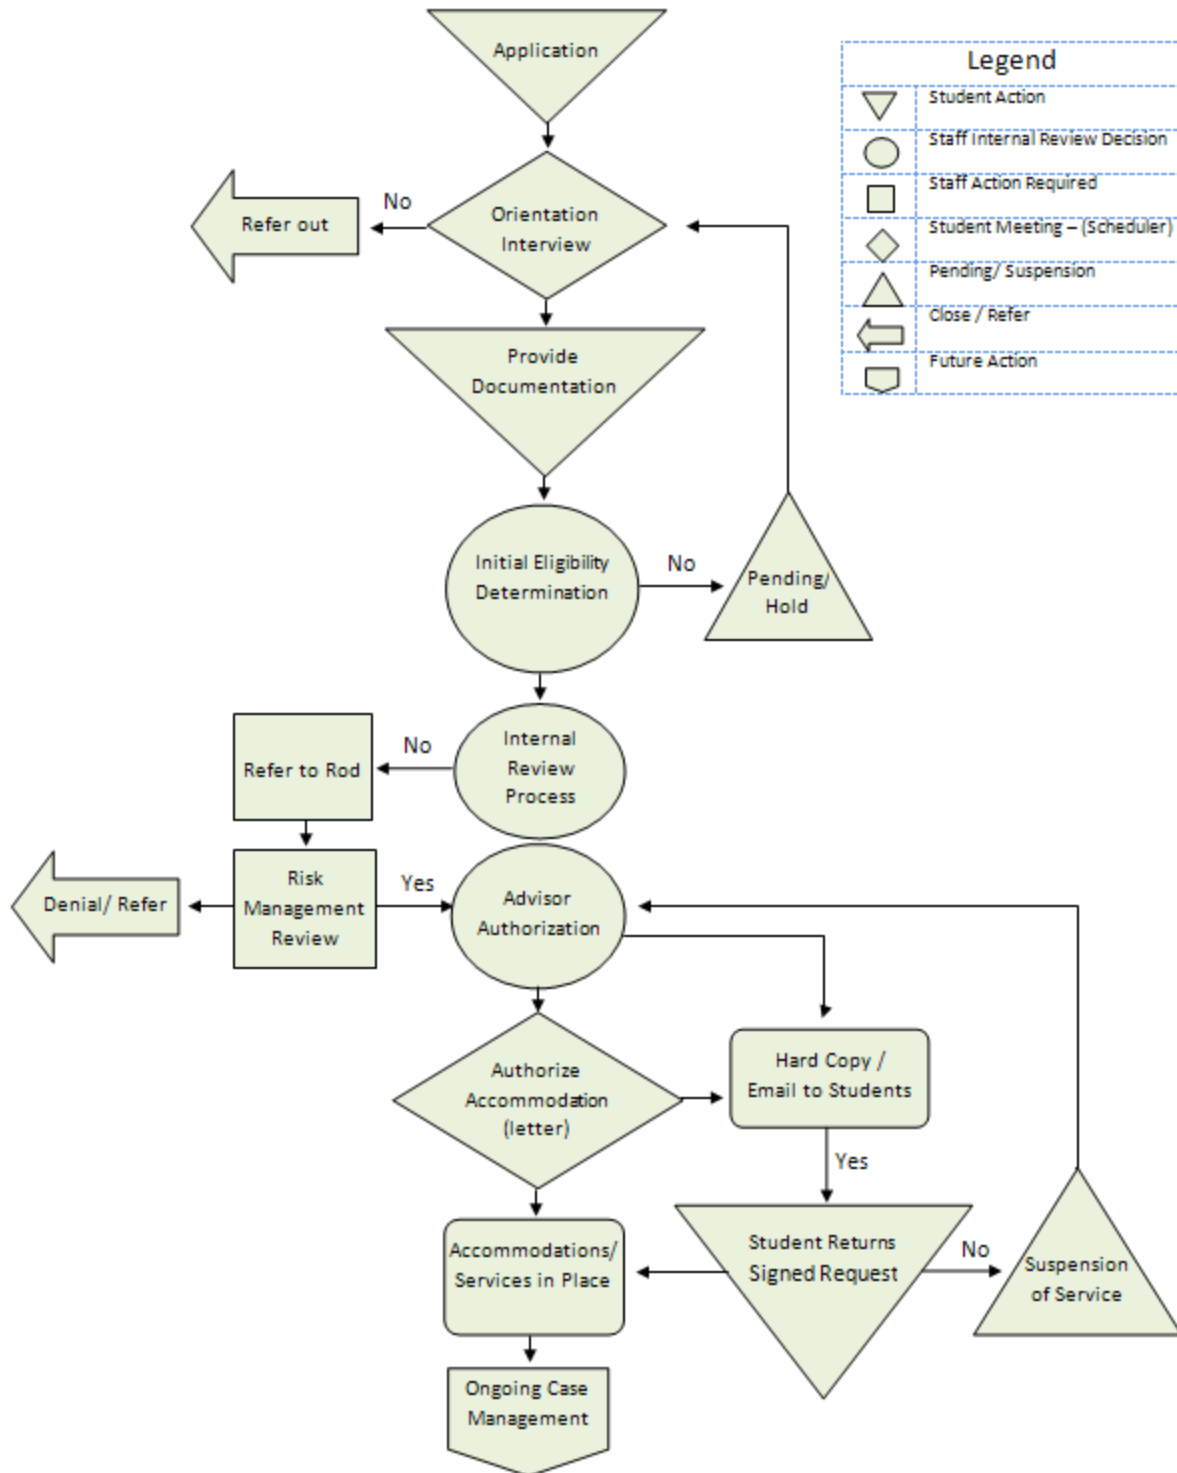 Application
Legend
Student Action
Staff Internal Review Decision
Staff Action Required
Student Meeting – (Scheduler)
Pending/ Suspension
Close / Refer
Future Action
No
Refer out
Orientation
Interview
Provide
Documentation
Initial Eligibility
Determination
No
Pending/
Hold
Internal
Review
Process
No
Refer to Rod
Risk
Management
Review
Yes
Denial/ Refer
Advisor
Authorization
Authorize
Accommodation
(letter)
Hard Copy /
Email to Students
Yes
Student Returns
Signed Request
No
Suspension
of Service
Accommodations/
Services in Place
Ongoing Case
Management